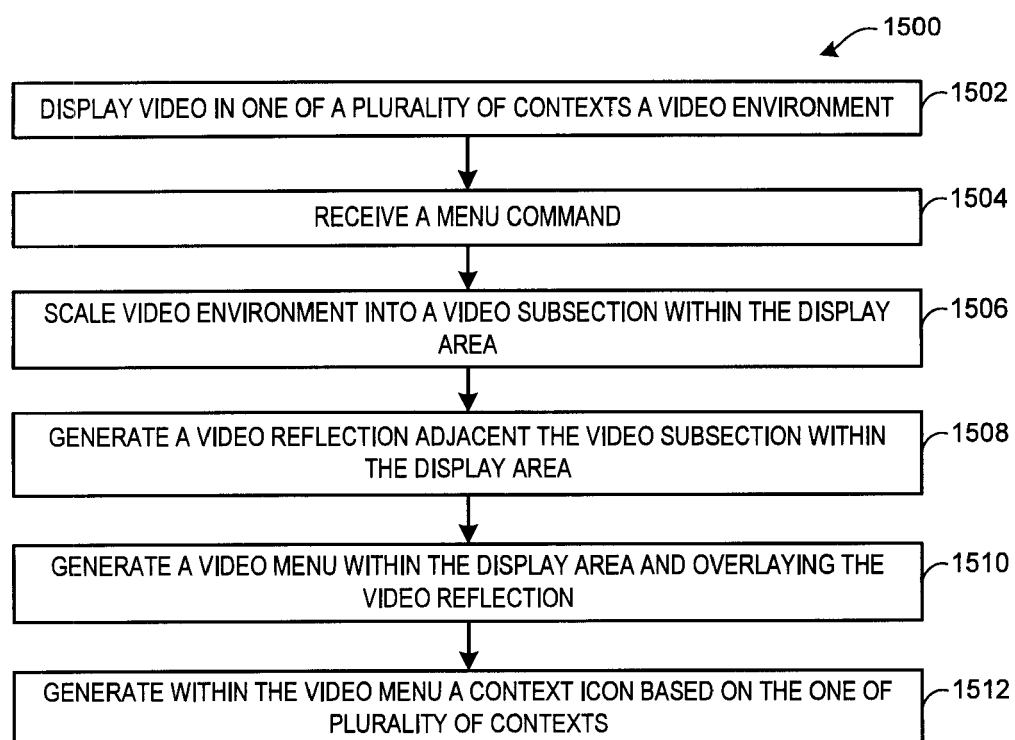 1500
DISPLAY VIDEO IN ONE OF A PLURALITY OF CONTEXTS A VIDEO ENVIRONMENT
1502
RECEIVE A MENU COMMAND
1504
SCALE VIDEO ENVIRONMENT INTO A VIDEO SUBSECTION WITHIN THE DISPLAY
AREA
1506
GENERATE A VIDEO REFLECTION ADJACENT THE VIDEO SUBSECTION WITHIN
THE DISPLAY AREA
1508
GENERATE A VIDEO MENU WITHIN THE DISPLAY AREA AND OVERLAYING THE
VIDEO REFLECTION
1510
GENERATE WITHIN THE VIDEO MENU A CONTEXT ICON BASED ON THE ONE OF
PLURALITY OF CONTEXTS
1512